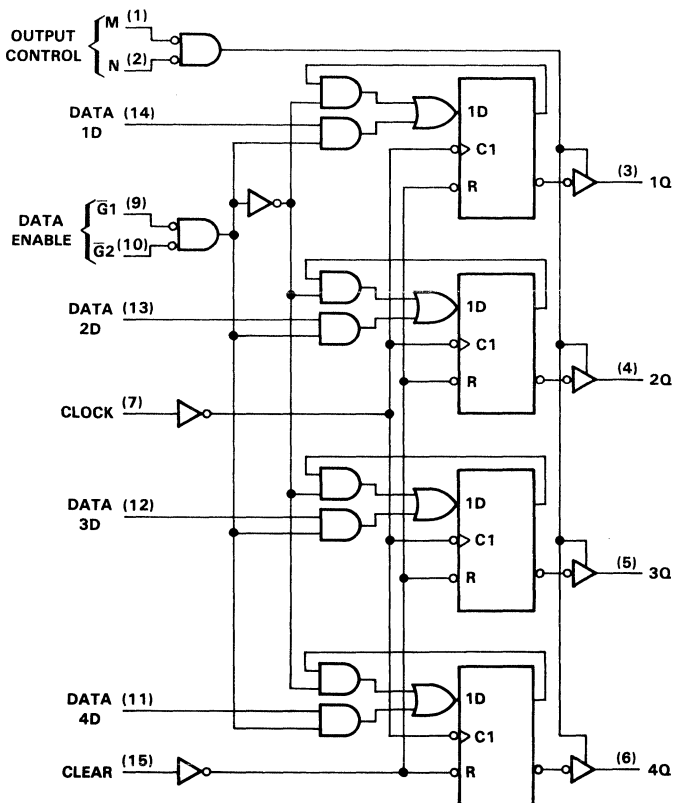 OUTPUT CONTROL
M (1)
N (2)
DATA 1D (14)
1D
C1
R
(3) 1Q
DATA ENABLE
G̅1 (9)
G̅2 (10)
DATA 2D (13)
1D
C1
R
(4) 2Q
CLOCK (7)
DATA 3D (12)
1D
C1
R
(5) 3Q
DATA 4D (11)
1D
C1
R
(6) 4Q
CLEAR (15)